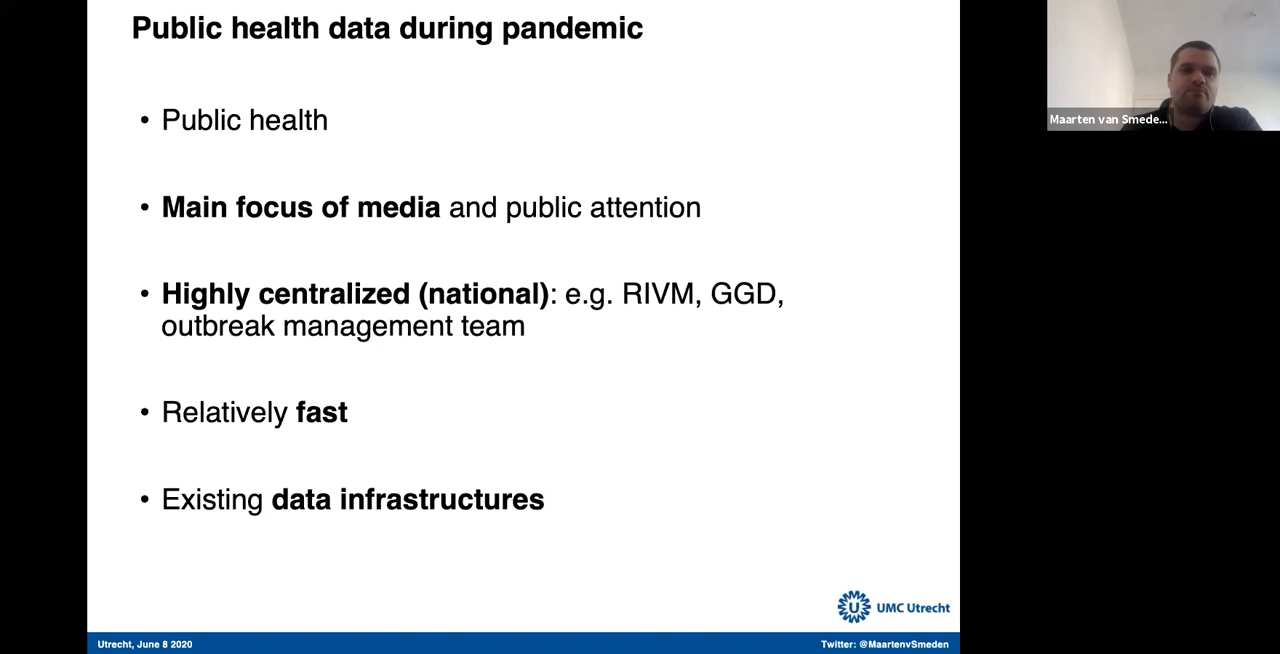 Public health data during pandemic
• Public health
• Main focus of media and public attention
• Highly centralized (national): e.g. RIVM, GGD,
outbreak management team
• Relatively fast
• Existing data infrastructures
UMC Utrecht
Utrecht, June 8 2020
Twitter: @MaartenvSmeden
Maarten van Smede...